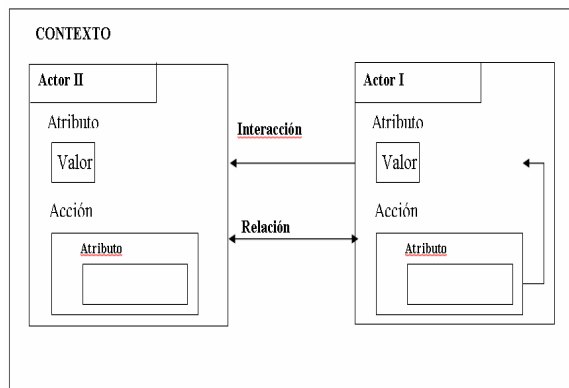 CONTEXTO
Actor II
Atributo
Valor
Acción
Atributo
Interacción
Relación
Actor I
Atributo
Valor
Acción
Atributo